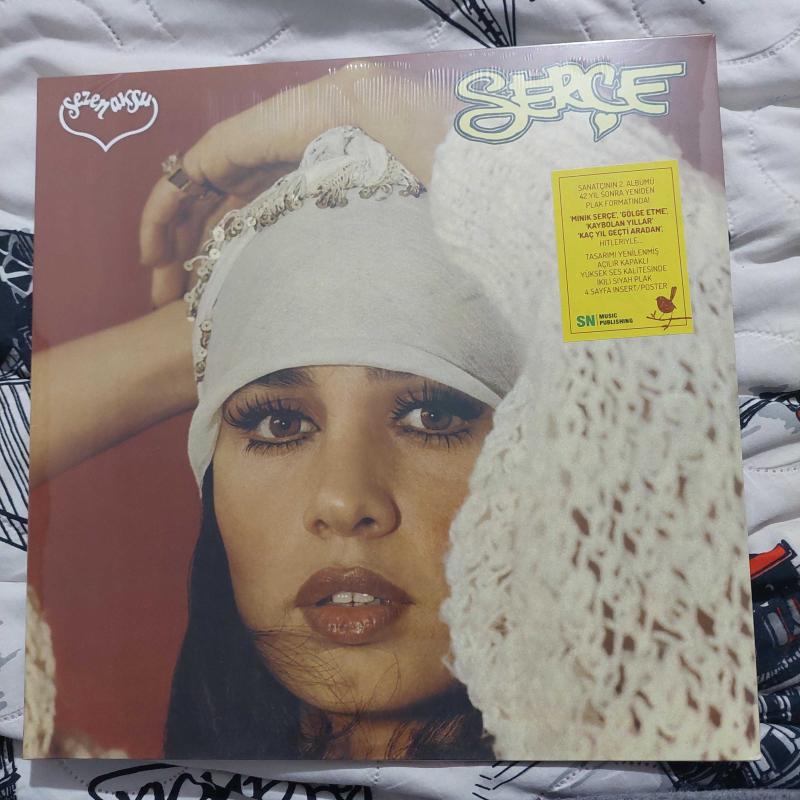 sezen aksu
SERÇE
SANATÇININ 2. ALBÜMÜ
42 YIL SONRA YENİDEN
PLAK FORMATINDA!
'MİNİK SERÇE', 'GÖLGE ETME',
'KAYBOLAN YILLAR'
'KAÇ YIL GEÇTİ ARADAN',
HİTLERİYLE...
TASARIMI YENİLENMİŞ
AÇILIR KAPAKLI
YÜKSEK SES KALİTESİNDE
İKİLİ SİYAH PLAK
4 SAYFA INSERT/POSTER
SN MUSIC
PUBLISHING